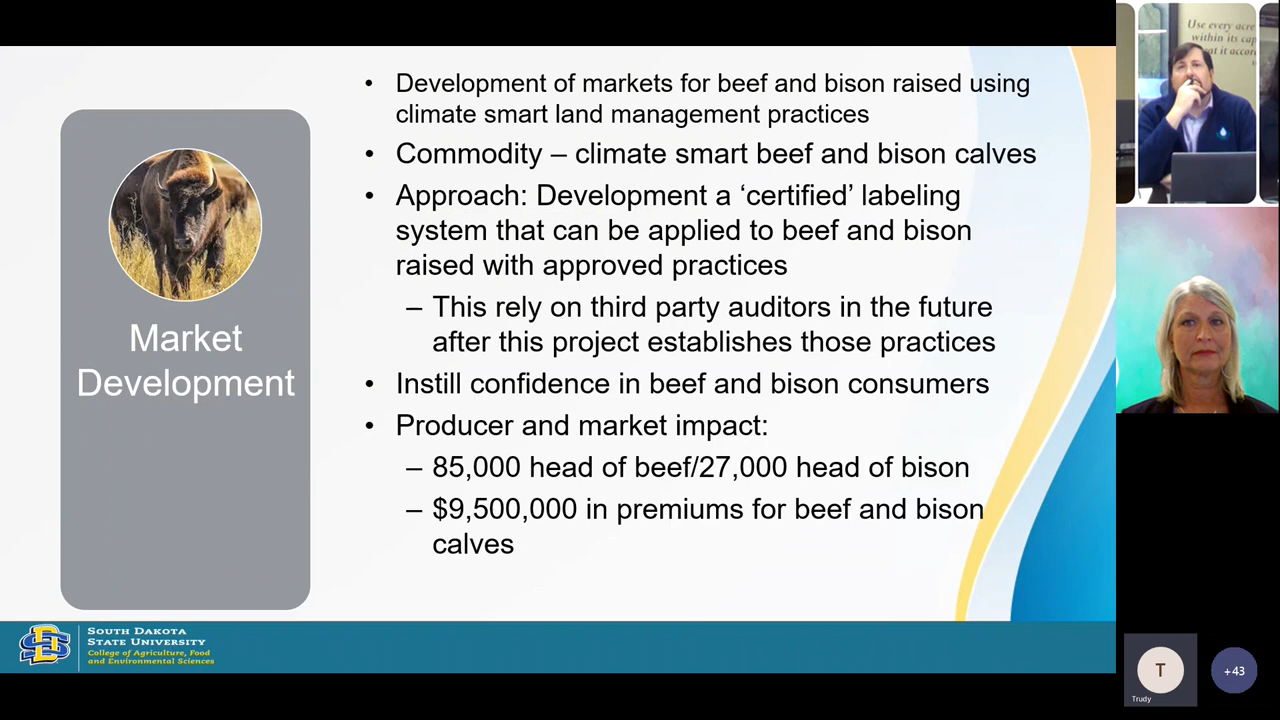 Market
Development
• Development of markets for beef and bison raised using
climate smart land management practices
• Commodity – climate smart beef and bison calves
• Approach: Development a ‘certified’ labeling
system that can be applied to beef and bison
raised with approved practices
– This rely on third party auditors in the future
after this project establishes those practices
• Instill confidence in beef and bison consumers
• Producer and market impact:
– 85,000 head of beef/27,000 head of bison
– $9,500,000 in premiums for beef and bison
calves
SOUTH DAKOTA
STATE UNIVERSITY
College of Agriculture, Food
and Environmental Sciences
Use every acre
within its
T
Trudy
+43